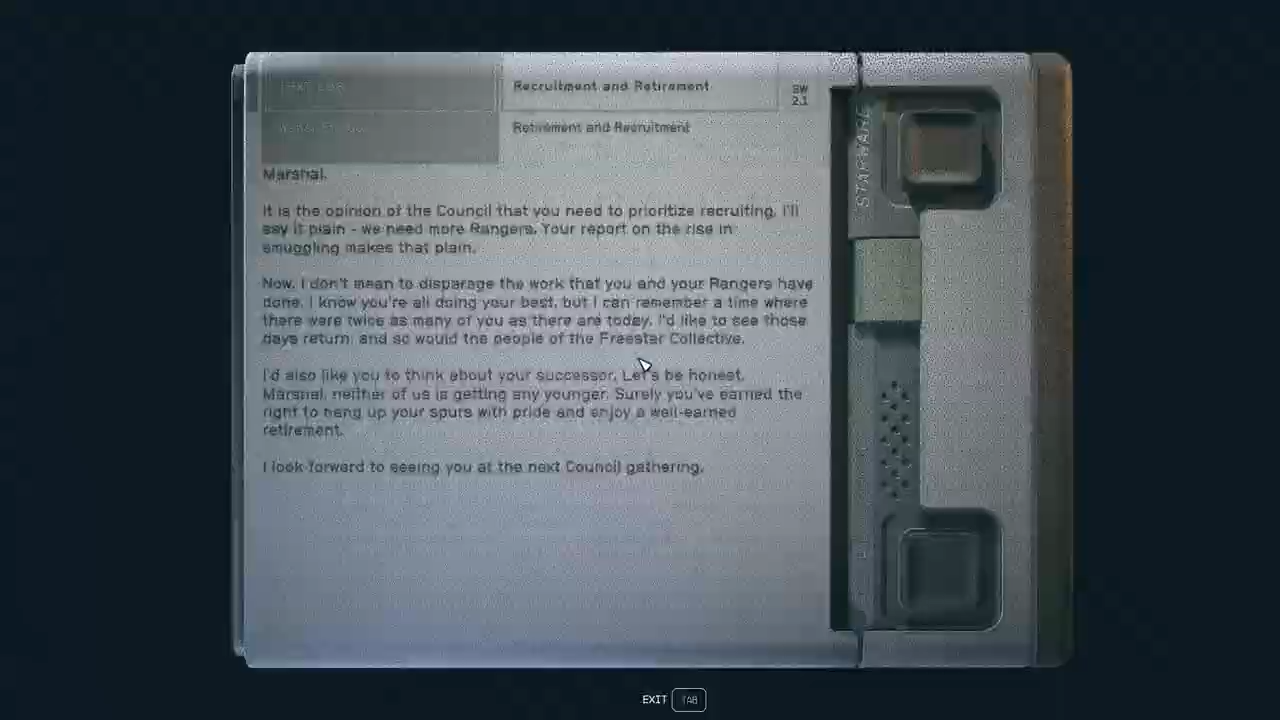 TEXT LOG
Recruitment and Retirement
SW
2.1
Retirement and Recruitment
Marshal,
It is the opinion of the Council that you need to prioritize recruiting. I'll
say it plain - we need more Rangers. Your report on the rise in
smuggling makes that plain.
Now, I don't mean to disparage the work that you and your Rangers have
done. I know you're all doing your best, but I can remember a time where
there were twice as many of you as there are today. I'd like to see those
days return, and so would the people of the Freestar Collective.
I'd also like you to think about your successor. Let's be honest,
Marshal, neither of us is getting any younger. Surely you've earned the
right to hang up your spurs with pride and enjoy a well-earned
retirement.
I look forward to seeing you at the next Council gathering.
STARWARE
EXIT TAB